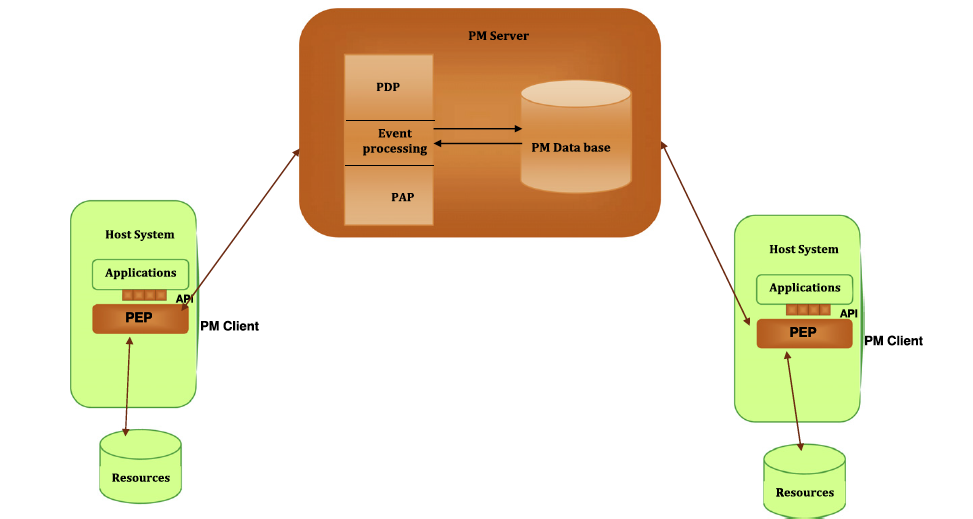 PM Server
PDP
Event
processing
PM Data base
PAP
Host System
Applications
API
PEP
PM Client
Resources
Host System
Applications
API
PEP
PM Client
Resources